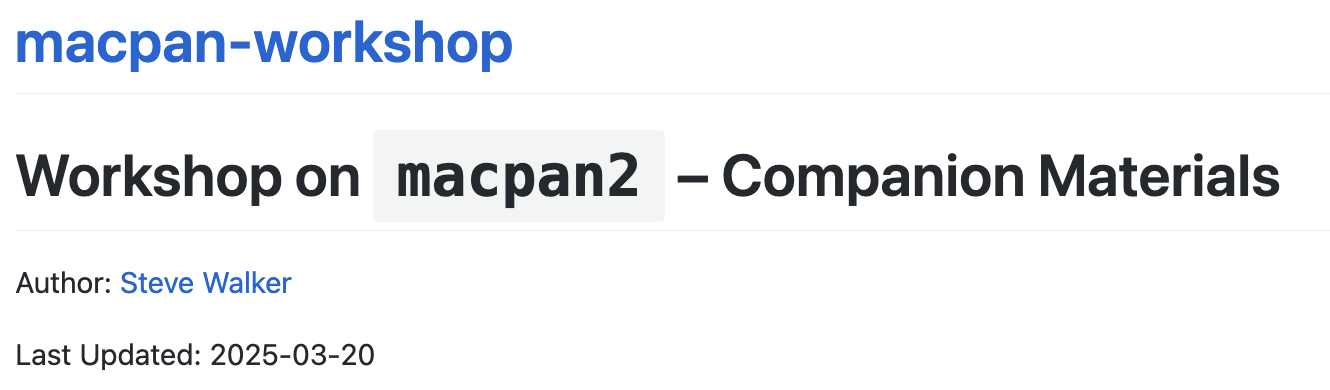 macpan-workshop
Workshop on macpan2 – Companion Materials
Author: Steve Walker
Last Updated: 2025-03-20